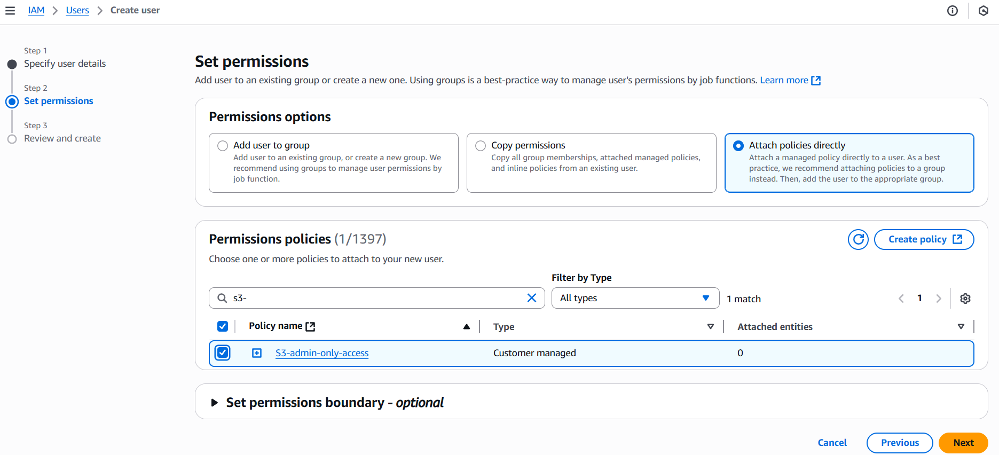 IAM > Users > Create user
Step 1
Specify user details
Step 2
Set permissions
Step 3
Review and create
Set permissions
Add user to an existing group or create a new one. Using groups is a best-practice way to manage user's permissions by job functions. Learn more
Permissions options
Add user to group
Add user to an existing group, or create a new group. We
recommend using groups to manage user permissions by
job function.
Copy permissions
Copy all group memberships, attached managed policies,
and inline policies from an existing user.
Attach policies directly
Attach a managed policy directly to a user. As a best
practice, we recommend attaching policies to a group
instead. Then, add the user to the appropriate group.
Permissions policies (1/1397)
Create policy
Choose one or more policies to attach to your new user.
Filter by Type
s3-
All types
1 match
1
Policy name
Type
Attached entities
S3-admin-only-access
Customer managed
0
Set permissions boundary - optional
Cancel
Previous
Next